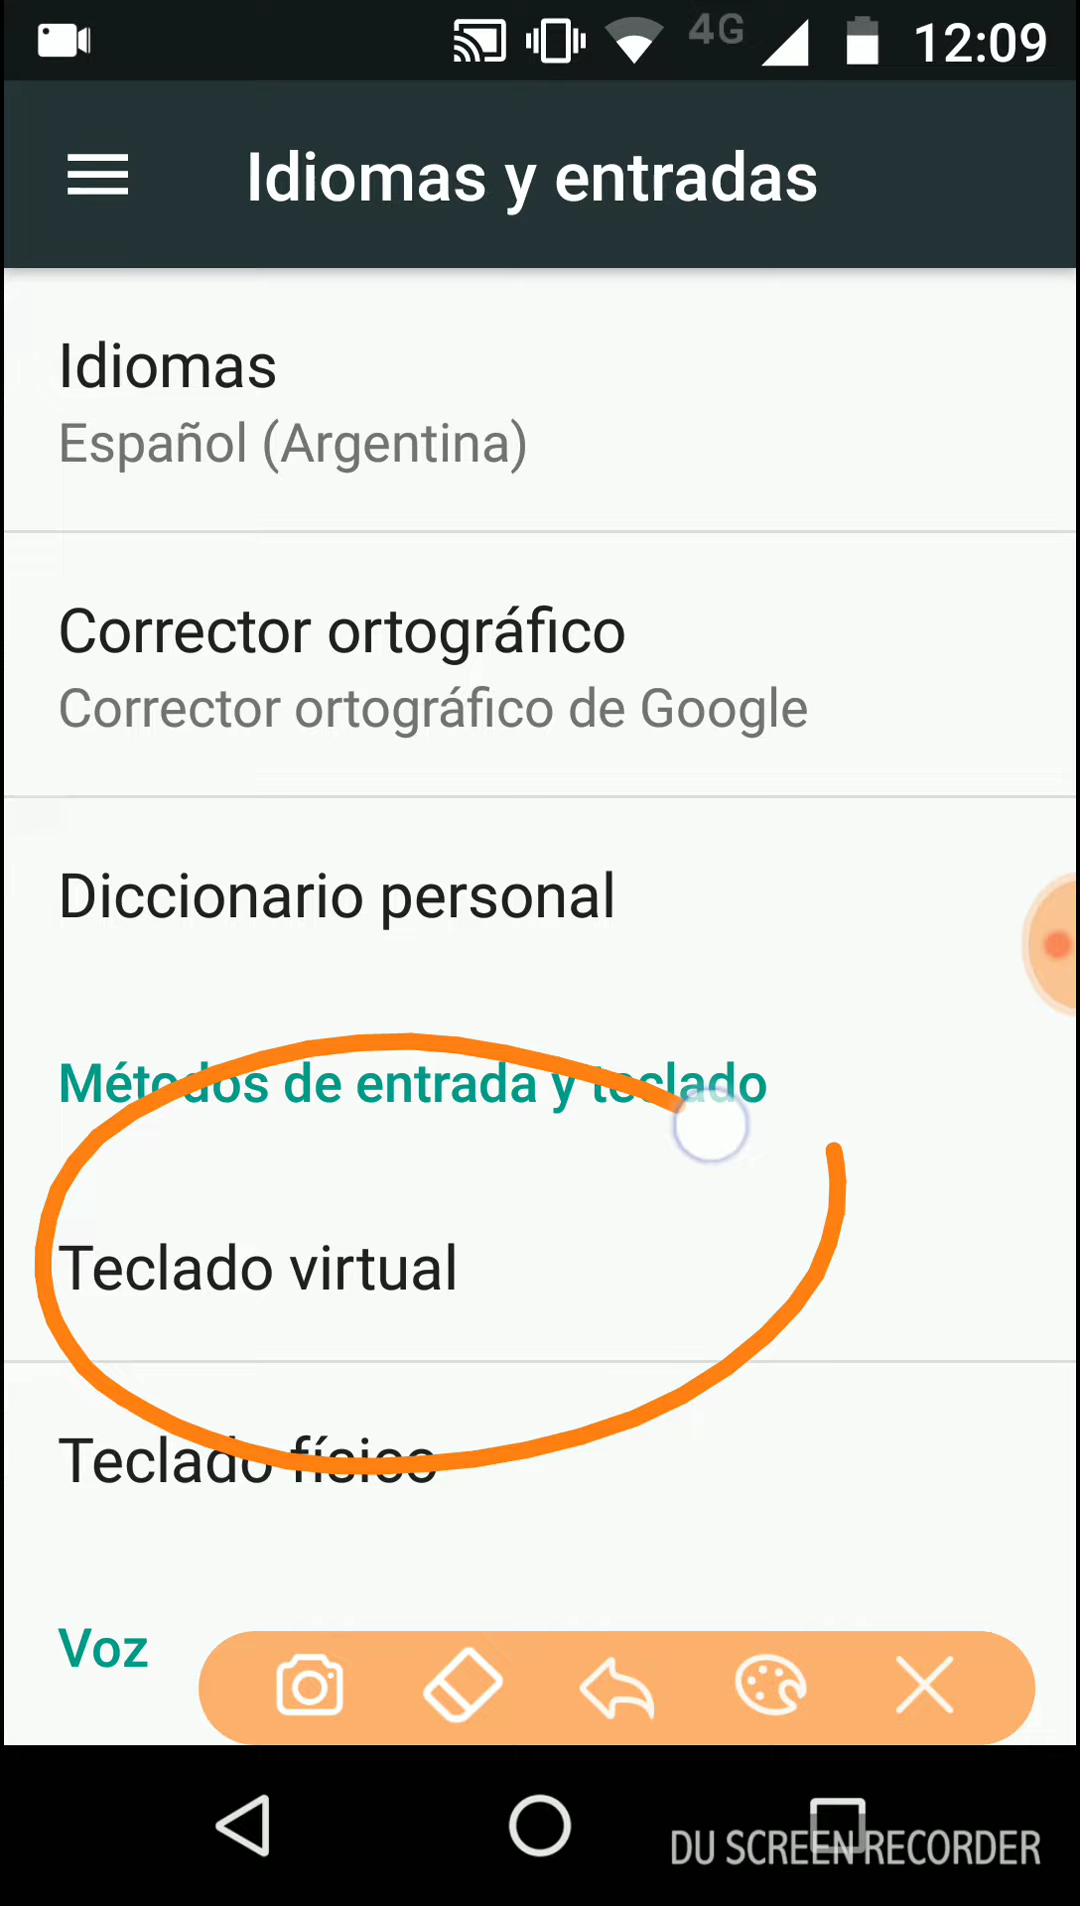 4G 12:09
Idiomas y entradas
Idiomas
Español (Argentina)
Corrector ortográfico
Corrector ortográfico de Google
Diccionario personal
Métodos de entrada y teclado
Teclado virtual
Teclado físico
Voz
DU SCREEN RECORDER